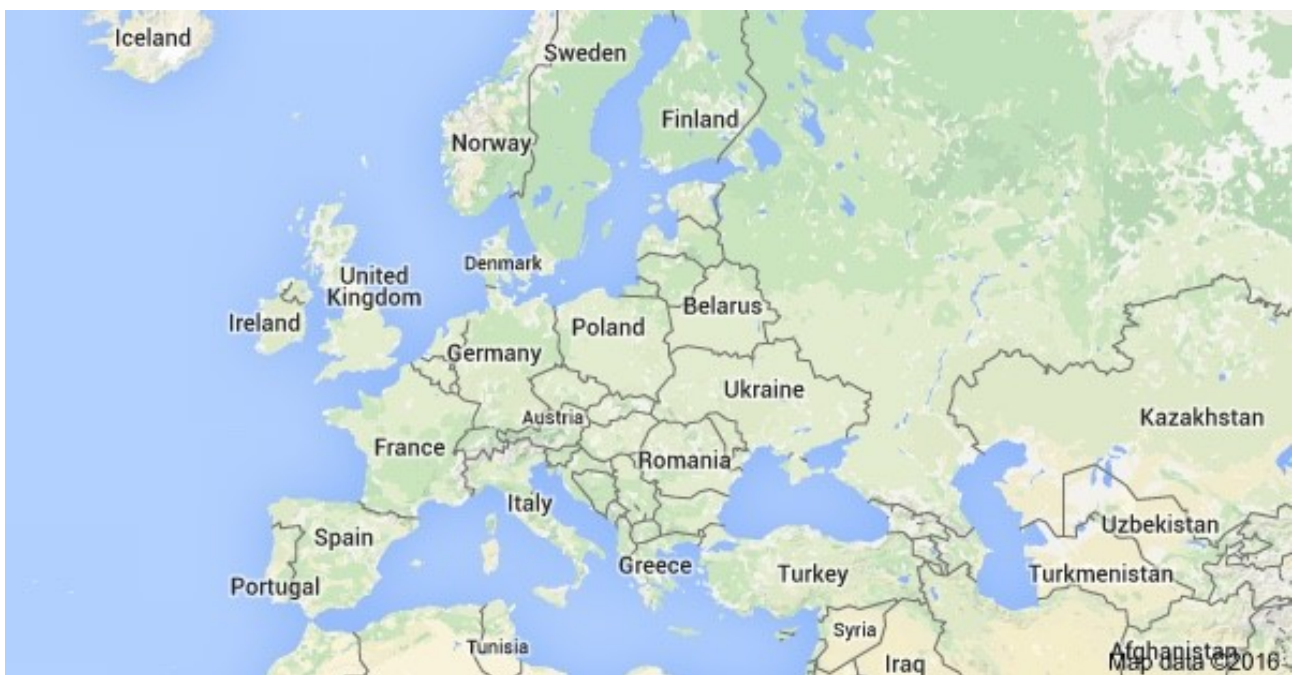 Iceland
Sweden
Finland
Norway
Denmark
United
Kingdom
Ireland
Belarus
Poland
Germany
Ukraine
Austria
Kazakhstan
France
Romania
Italy
Uzbekistan
Spain
Greece
Turkey
Turkmenistan
Portugal
Syria
Tunisia
Afghanistan
Iraq
Map data ©2016